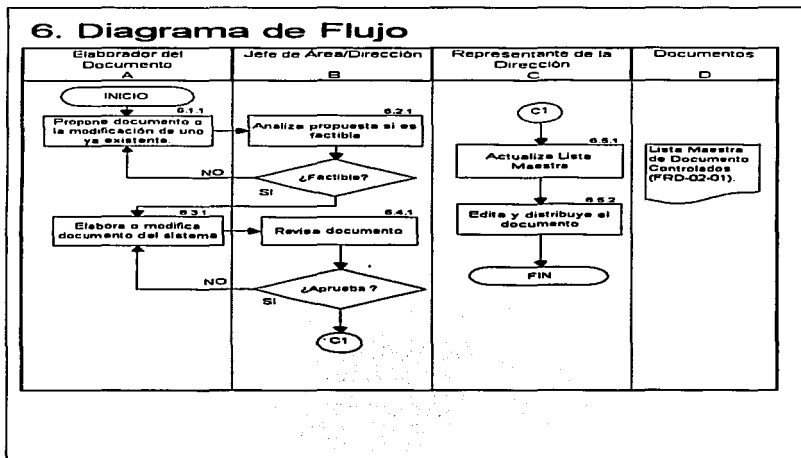 6. Diagrama de Flujo
Elaborador del
Documento
A
Jefe de Área/Dirección
B
Representante de la
Dirección
C
Documentos
D
INICIO
6.1.1
Propone documento o
la modificación de uno
ya existente.
6.2.1
Analiza propuesta si es
factible
¿Factible?
NO
SI
6.3.1
Elabora o modifica
documento del sistema
6.4.1
Revisa documento
¿Aprueba ?
NO
SI
C1
C1
6.5.1
Actualiza Lista
Maestra
6.5.2
Edita y distribuye el
documento
FIN
Lista Maestra
de Documento
Controlados
(FRD-02-01).